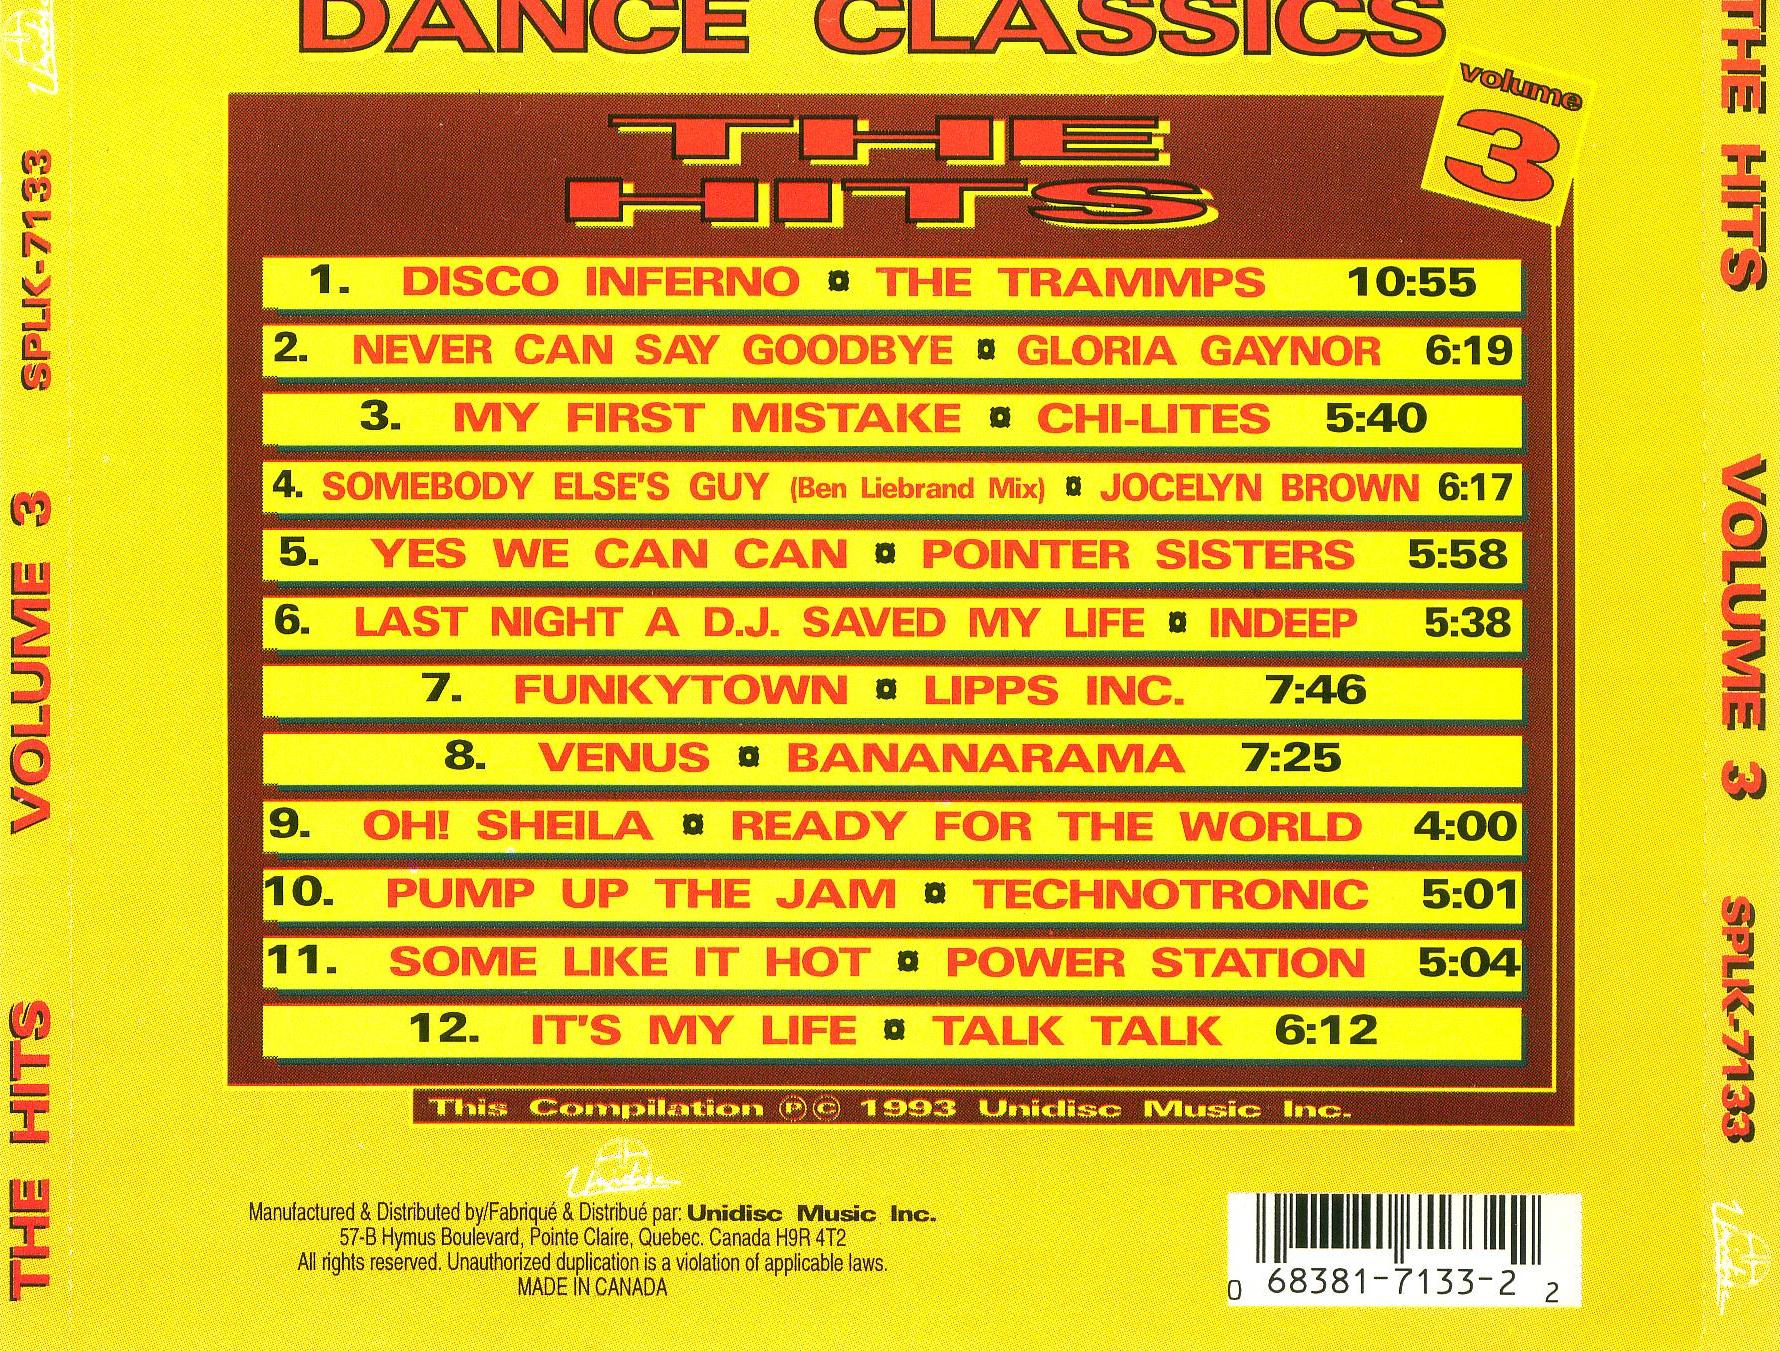 DANCE CLASSICS
volume
3
THE
HITS
1. DISCO INFERNO ¤ THE TRAMMPS 10:55
2. NEVER CAN SAY GOODBYE ¤ GLORIA GAYNOR 6:19
3. MY FIRST MISTAKE ¤ CHI-LITES 5:40
4. SOMEBODY ELSE'S GUY (Ben Liebrand Mix) ¤ JOCELYN BROWN 6:17
5. YES WE CAN CAN ¤ POINTER SISTERS 5:58
6. LAST NIGHT A D.J. SAVED MY LIFE ¤ INDEEP 5:38
7. FUNKYTOWN ¤ LIPPS INC. 7:46
8. VENUS ¤ BANANARAMA 7:25
9. OH! SHEILA ¤ READY FOR THE WORLD 4:00
10. PUMP UP THE JAM ¤ TECHNOTRONIC 5:01
11. SOME LIKE IT HOT ¤ POWER STATION 5:04
12. IT'S MY LIFE ¤ TALK TALK 6:12
This Compilation ℗ © 1993 Unidisc Music Inc.
Unidisc
Manufactured & Distributed by/Fabriqué & Distribué par: Unidisc Music Inc.
57-B Hymus Boulevard, Pointe Claire, Quebec. Canada H9R 4T2
All rights reserved. Unauthorized duplication is a violation of applicable laws.
MADE IN CANADA
0 68381-7133-2 2
THE HITS VOLUME 3 SPLK-7133 Unidisc
THE HITS VOLUME 3 SPLK-7133 Unidisc